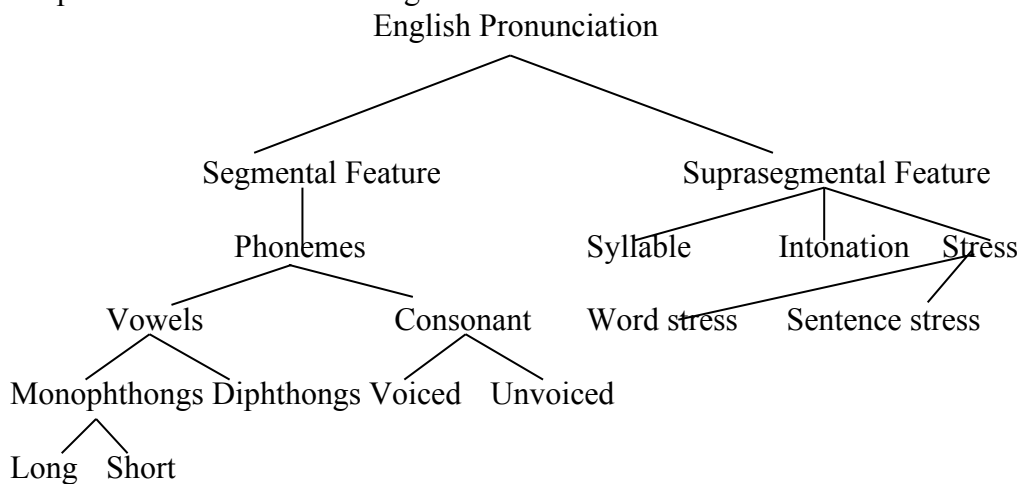 English Pronunciation
Segmental Feature Suprasegmental Feature
Phonemes Syllable Intonation Stress
Vowels Consonant Word stress Sentence stress
Monophthongs Diphthongs Voiced Unvoiced
Long Short